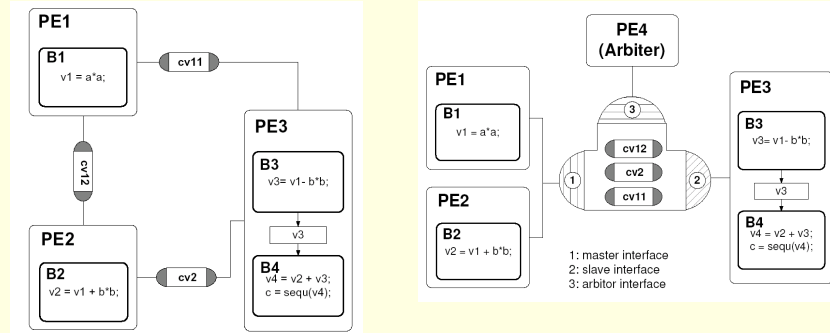 PE1
B1
v1 = a*a;
cv11
cv12
PE2
B2
v2 = v1 + b*b;
cv2
PE3
B3
v3= v1- b*b;
v3
B4
v4 = v2 + v3;
c = sequ(v4);
PE4
(Arbiter)
PE1
B1
v1 = a*a;
PE2
B2
v2 = v1 + b*b;
3
cv12
cv2
cv11
1
2
PE3
B3
v3= v1- b*b;
v3
B4
v4 = v2 + v3;
c = sequ(v4);
1: master interface
2: slave interface
3: arbitor interface